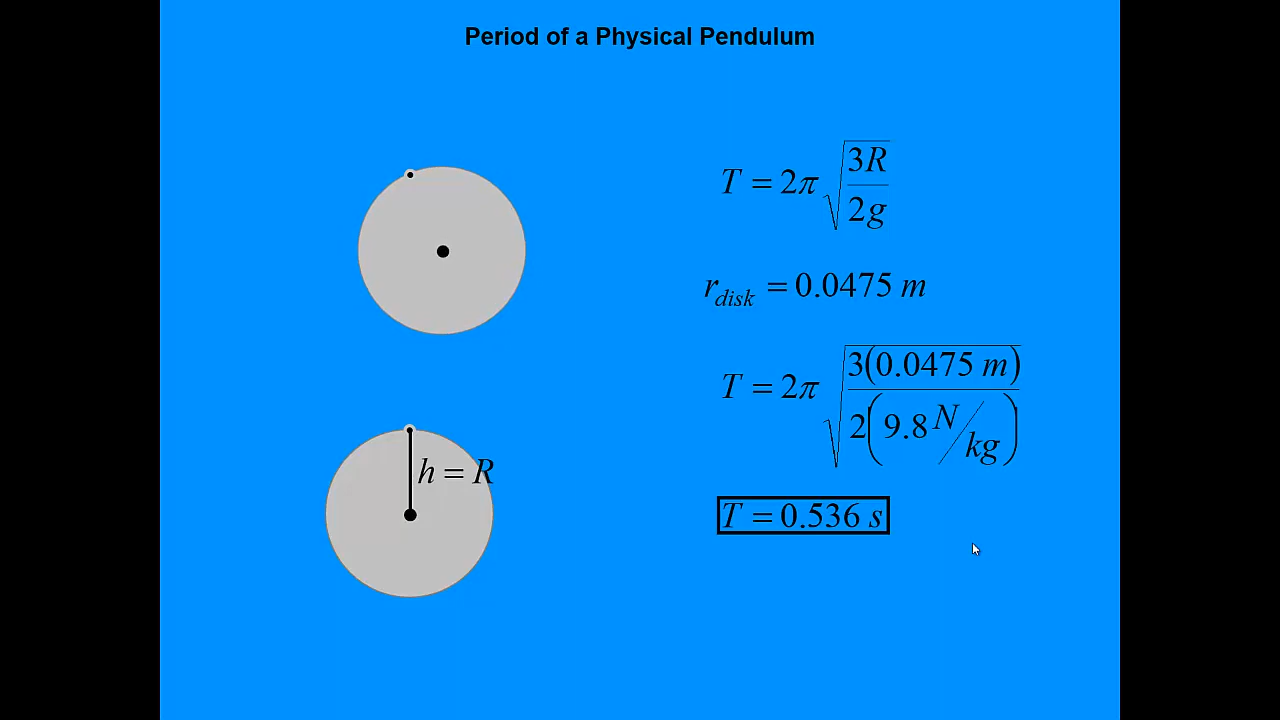 Period of a Physical Pendulum
T = 2π √(3R / 2g)
r_disk = 0.0475 m
T = 2π √(3(0.0475 m) / 2(9.8 N/kg))
h = R
T = 0.536 s